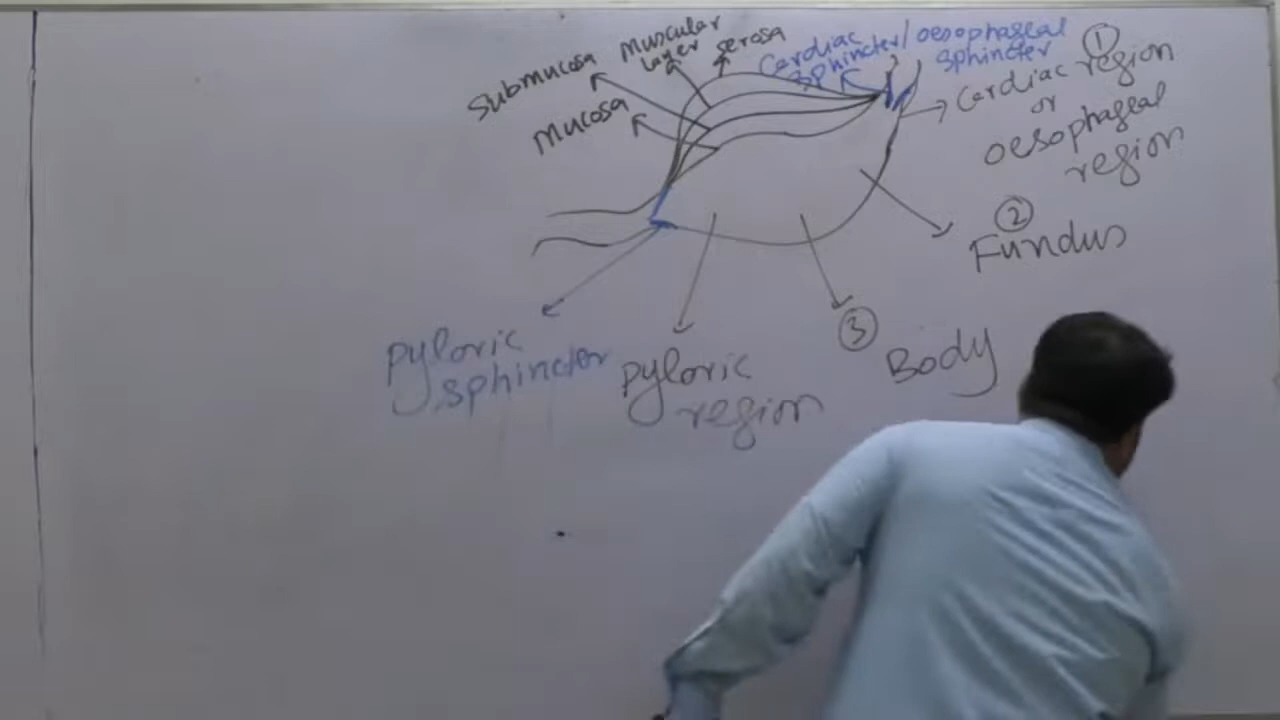 Submucosa
Mucosa
Muscular
layer
Serosa
Cardiac
sphincter/oesophageal
sphincter
①
Cardiac region
or
oesophageal
region
②
Fundus
③
Body
pyloric
region
pyloric
sphincter